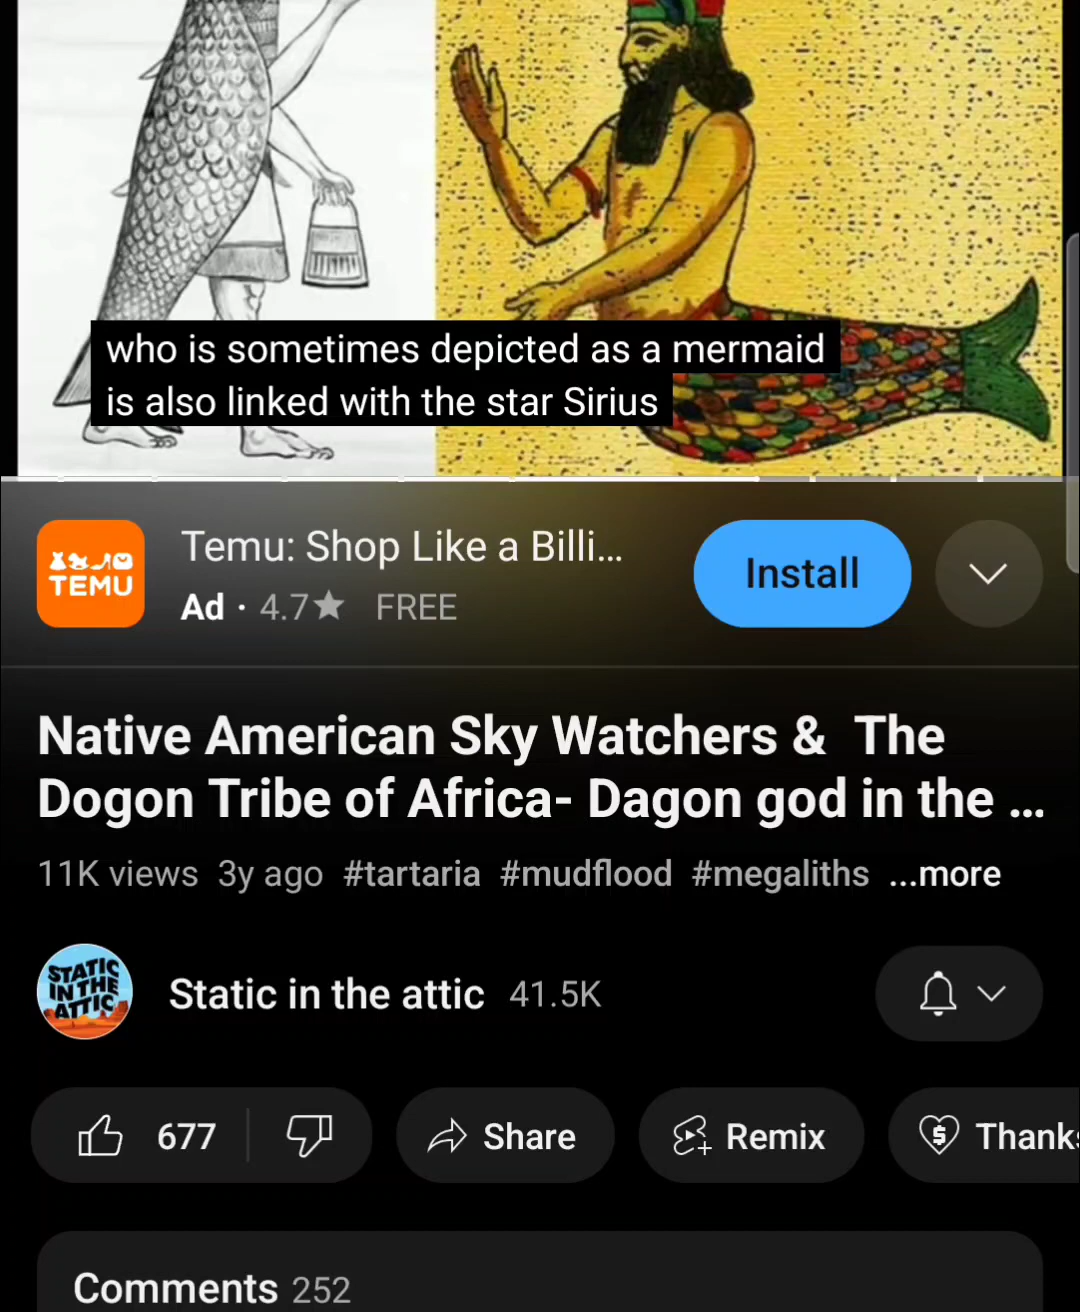 who is sometimes depicted as a mermaid
is also linked with the star Sirius
TEMU
Temu: Shop Like a Billi...
Ad · 4.7★ FREE
Install
Native American Sky Watchers &  The
Dogon Tribe of Africa- Dagon god in the ...
11K views 3y ago #tartaria #mudflood #megaliths ...more
STATIC
IN THE
ATTIC
Static in the attic 41.5K
677
Share
Remix
Thank
Comments 252